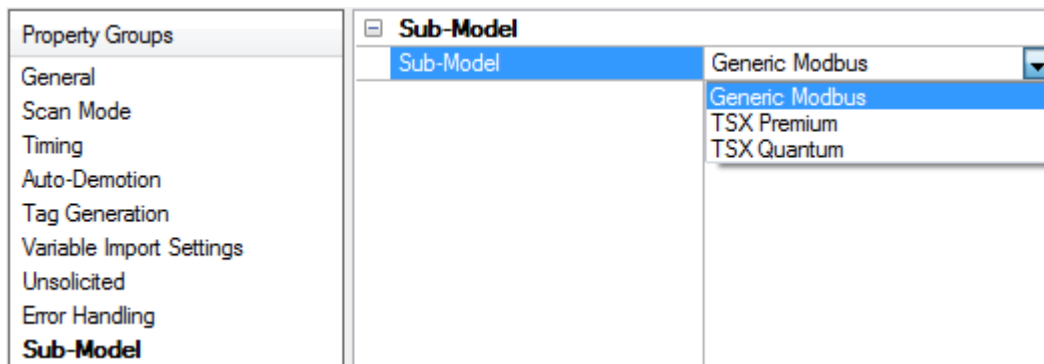 Property Groups
General
Scan Mode
Timing
Auto-Demotion
Tag Generation
Variable Import Settings
Unsolicited
Error Handling
Sub-Model
Sub-Model
Sub-Model Generic Modbus
Generic Modbus
TSX Premium
TSX Quantum